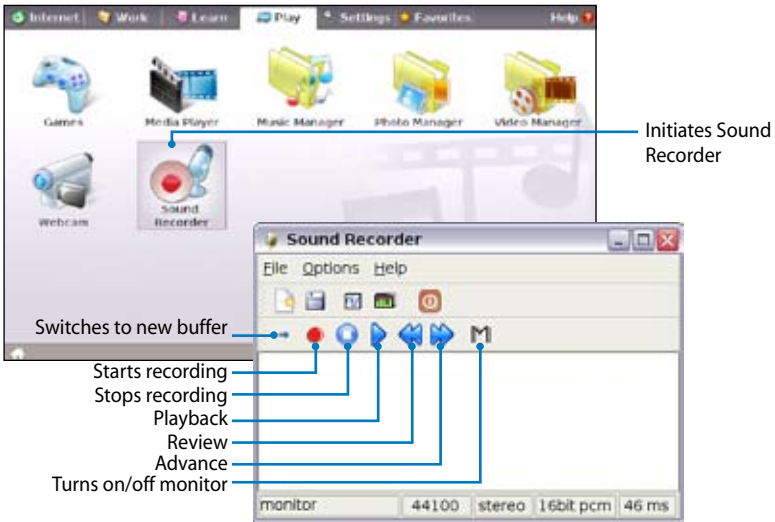 Internet Work Learn Play Settings Favorites Help
Games Media Player Music Manager Photo Manager Video Manager
Initiates Sound
Recorder
Webcam Sound
Recorder
Sound Recorder
File Options Help
Switches to new buffer
M
Starts recording
Stops recording
Playback
Review
Advance
Turns on/off monitor
monitor 44100 stereo 16bit pcm 46 ms